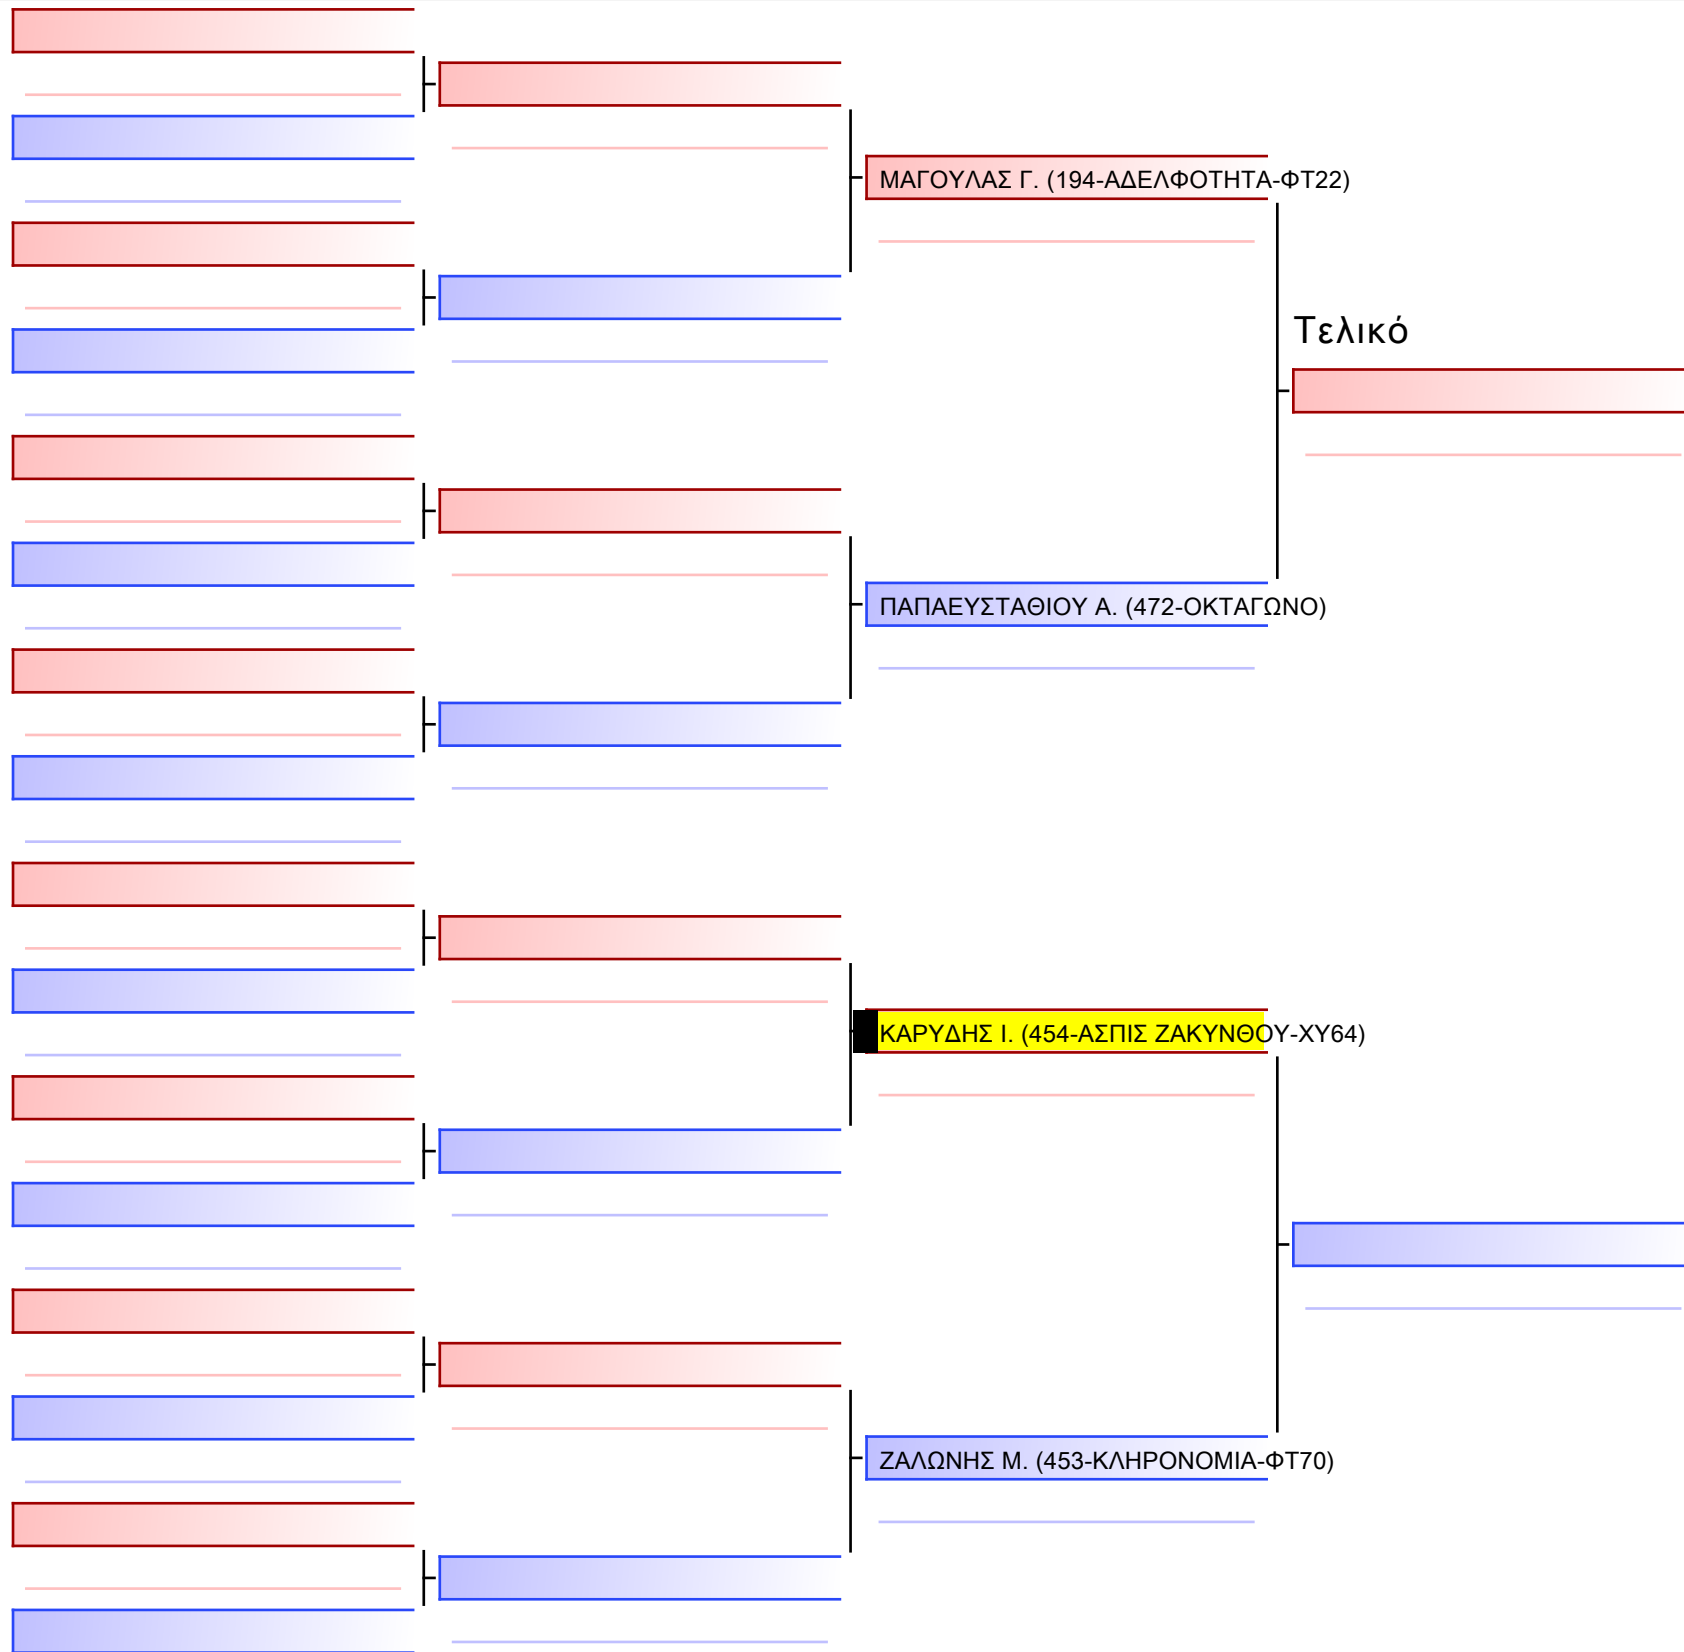 ΜΑΓΟΥΛΑΣ Γ. (194-ΑΔΕΛΦΟΤΗΤΑ-ΦΤ22)
Τελικό
ΠΑΠΑΕΥΣΤΑΘΙΟΥ Α. (472-ΟΚΤΑΓΩΝΟ)
ΚΑΡΥΔΗΣ Ι. (454-ΑΣΠΙΣ ΖΑΚΥΝΘΟΥ-ΧΥ64)
ΖΑΛΩΝΗΣ Μ. (453-ΚΛΗΡΟΝΟΜΙΑ-ΦΤ70)